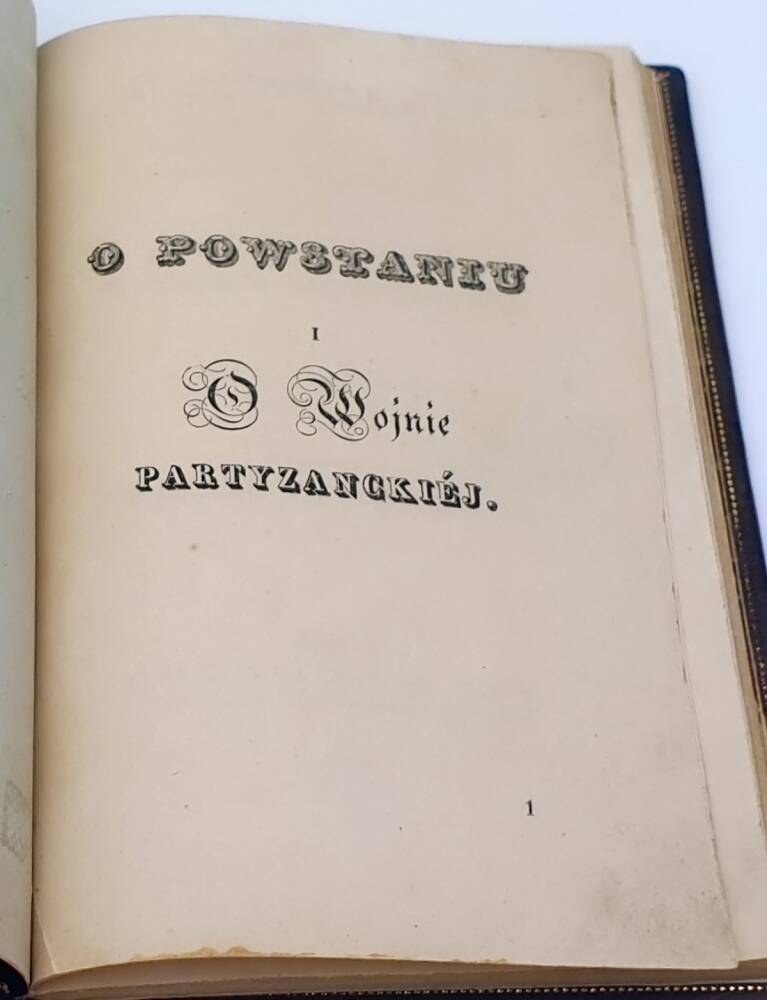 O POWSTANIU
I
O Wojnie
PARTYZANCKIÉJ.
1